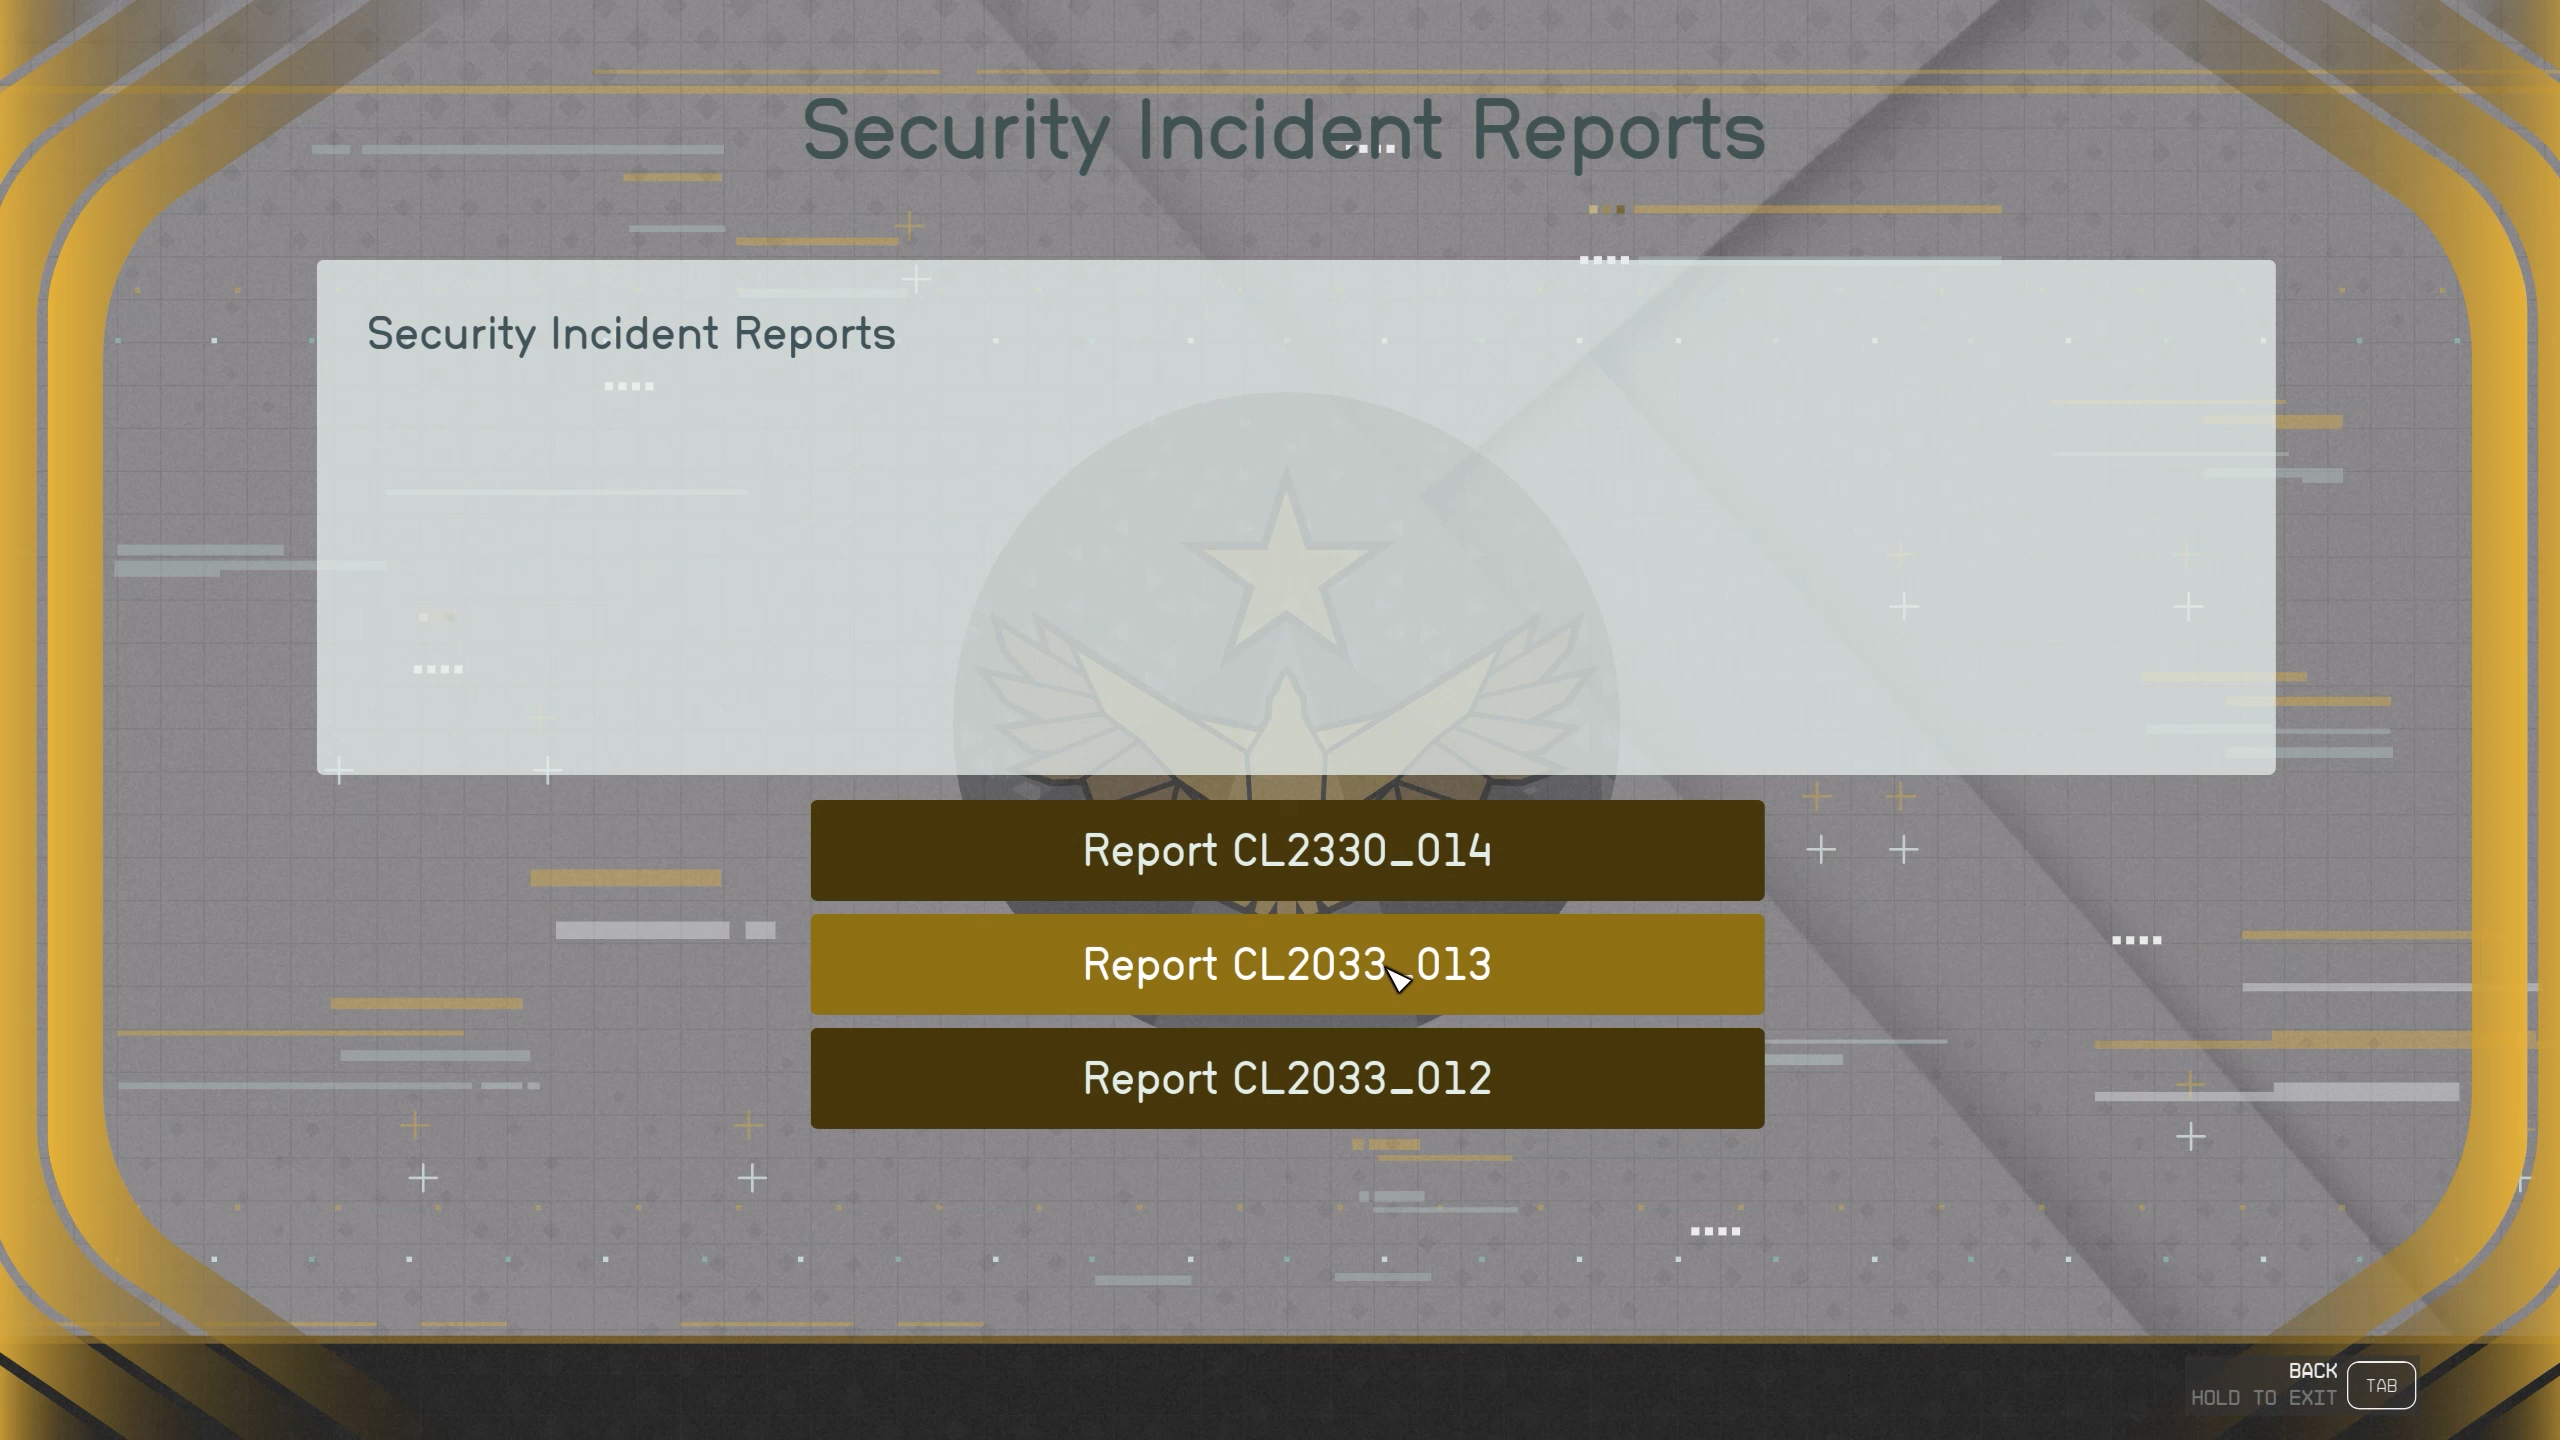 Security Incident Reports
Security Incident Reports
Report CL2330_014
Report CL2033_013
Report CL2033_012
BACK
HOLD TO EXIT
TAB